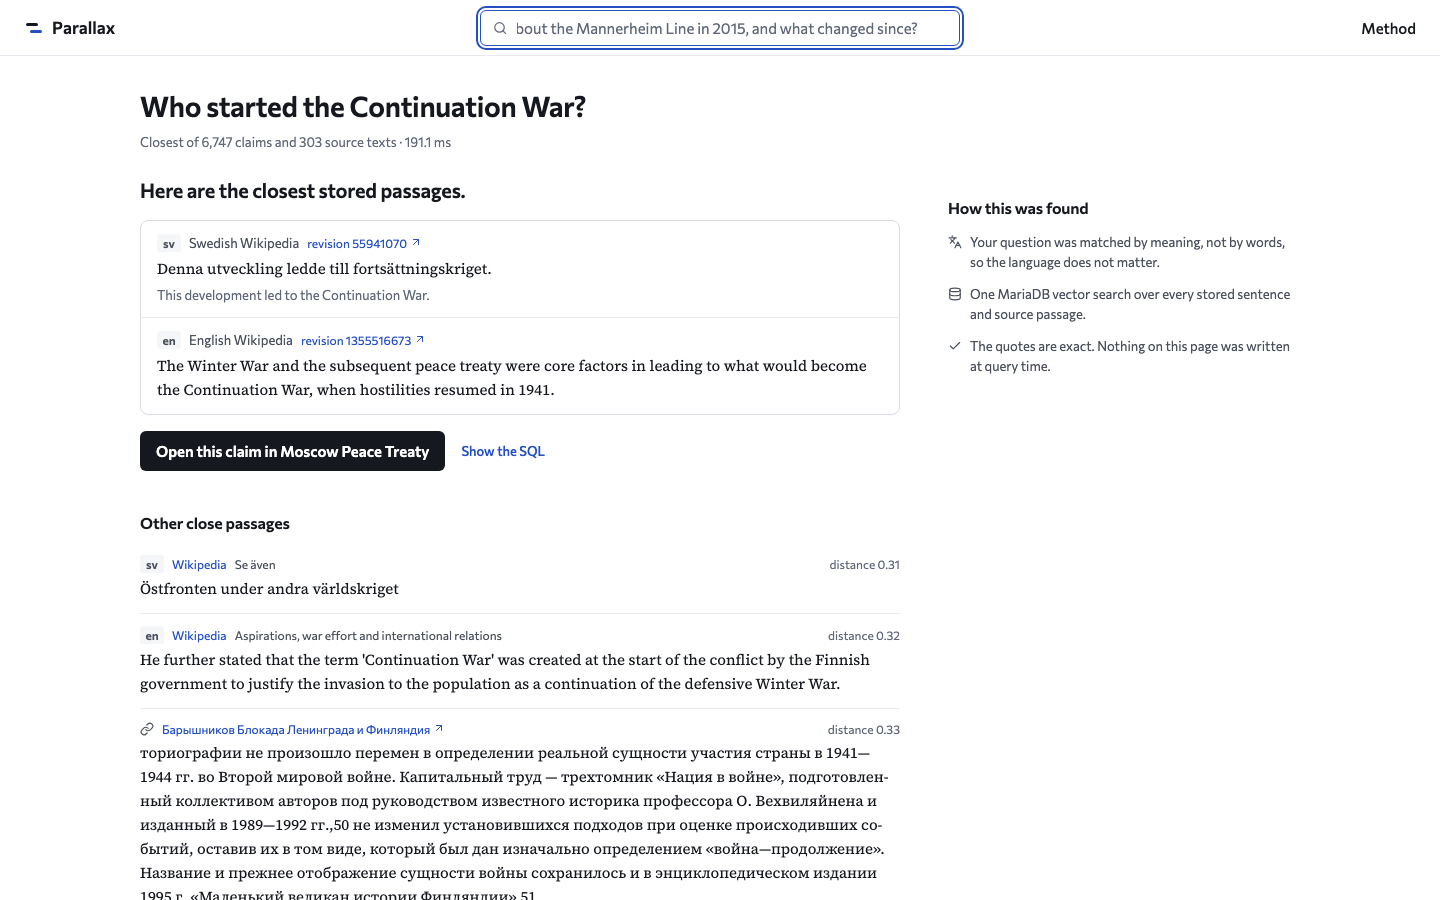 Parallax
bout the Mannerheim Line in 2015, and what changed since?
Method
Who started the Continuation War?
Closest of 6,747 claims and 303 source texts · 191.1 ms
Here are the closest stored passages.
sv Swedish Wikipedia revision 55941070
Denna utveckling ledde till fortsättningskriget.
This development led to the Continuation War.
en English Wikipedia revision 1355516673
The Winter War and the subsequent peace treaty were core factors in leading to what would become
the Continuation War, when hostilities resumed in 1941.
Open this claim in Moscow Peace Treaty
Show the SQL
How this was found
Your question was matched by meaning, not by words,
so the language does not matter.
One MariaDB vector search over every stored sentence
and source passage.
The quotes are exact. Nothing on this page was written
at query time.
Other close passages
sv Wikipedia Se även distance 0.31
Östfronten under andra världskriget
en Wikipedia Aspirations, war effort and international relations distance 0.32
He further stated that the term 'Continuation War' was created at the start of the conflict by the Finnish
government to justify the invasion to the population as a continuation of the defensive Winter War.
Барышников Блокада Ленинграда и Финляндия distance 0.33
ториографии не произошло перемен в определении реальной сущности участия страны в 1941—
1944 гг. во Второй мировой войне. Капитальный труд — трехтомник «Нация в войне», подготовлен-
ный коллективом авторов под руководством известного историка профессора О. Вехвиляйнена и
изданный в 1989—1992 гг.,50 не изменил установившихся подходов при оценке происходивших со-
бытий, оставив их в том виде, который был дан изначально определением «война—продолжение».
Название и прежнее отображение сущности войны сохранилось и в энциклопедическом издании
1995 г. «Маленький великан истории Финляндии».51